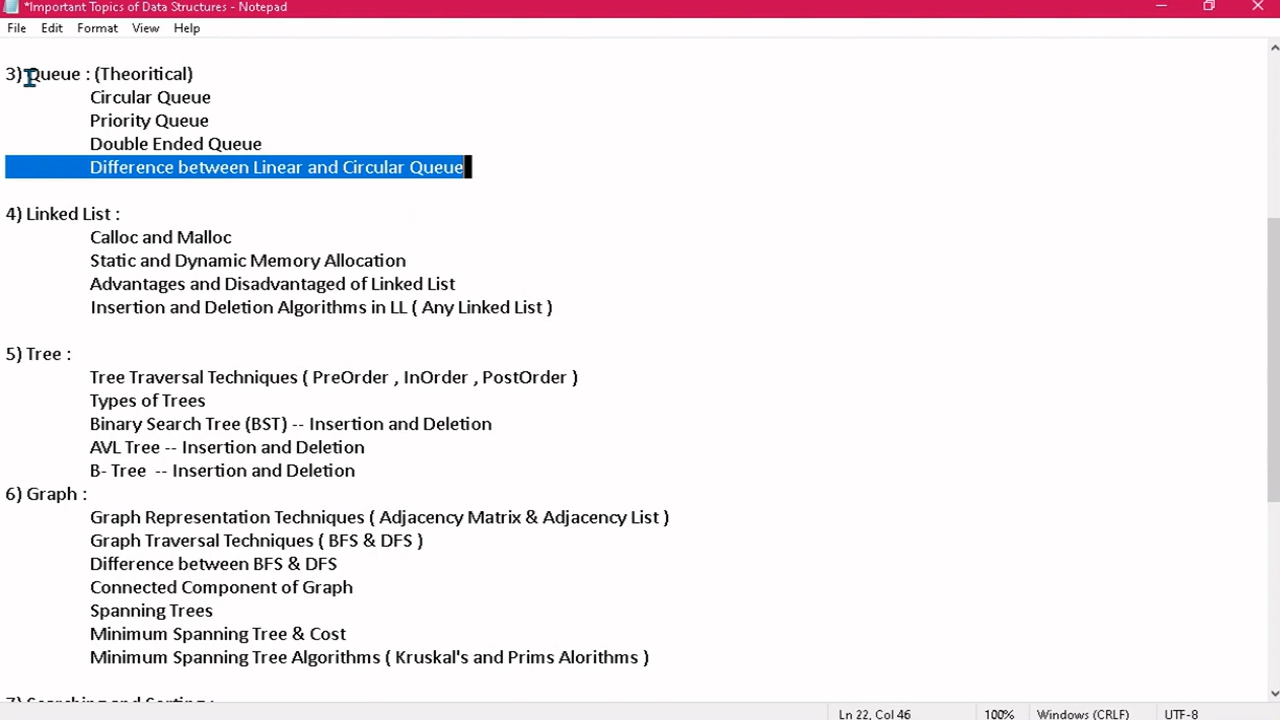 *Important Topics of Data Structures - Notepad
File Edit Format View Help
3) Queue : (Theoritical)
Circular Queue
Priority Queue
Double Ended Queue
Difference between Linear and Circular Queue
4) Linked List :
Calloc and Malloc
Static and Dynamic Memory Allocation
Advantages and Disadvantaged of Linked List
Insertion and Deletion Algorithms in LL ( Any Linked List )
5) Tree :
Tree Traversal Techniques ( PreOrder , InOrder , PostOrder )
Types of Trees
Binary Search Tree (BST) -- Insertion and Deletion
AVL Tree -- Insertion and Deletion
B- Tree  -- Insertion and Deletion
6) Graph :
Graph Representation Techniques ( Adjacency Matrix & Adjacency List )
Graph Traversal Techniques ( BFS & DFS )
Difference between BFS & DFS
Connected Component of Graph
Spanning Trees
Minimum Spanning Tree & Cost
Minimum Spanning Tree Algorithms ( Kruskal's and Prims Alorithms )
7) Searching and Sorting :
Ln 22, Col 46 100% Windows (CRLF) UTF-8